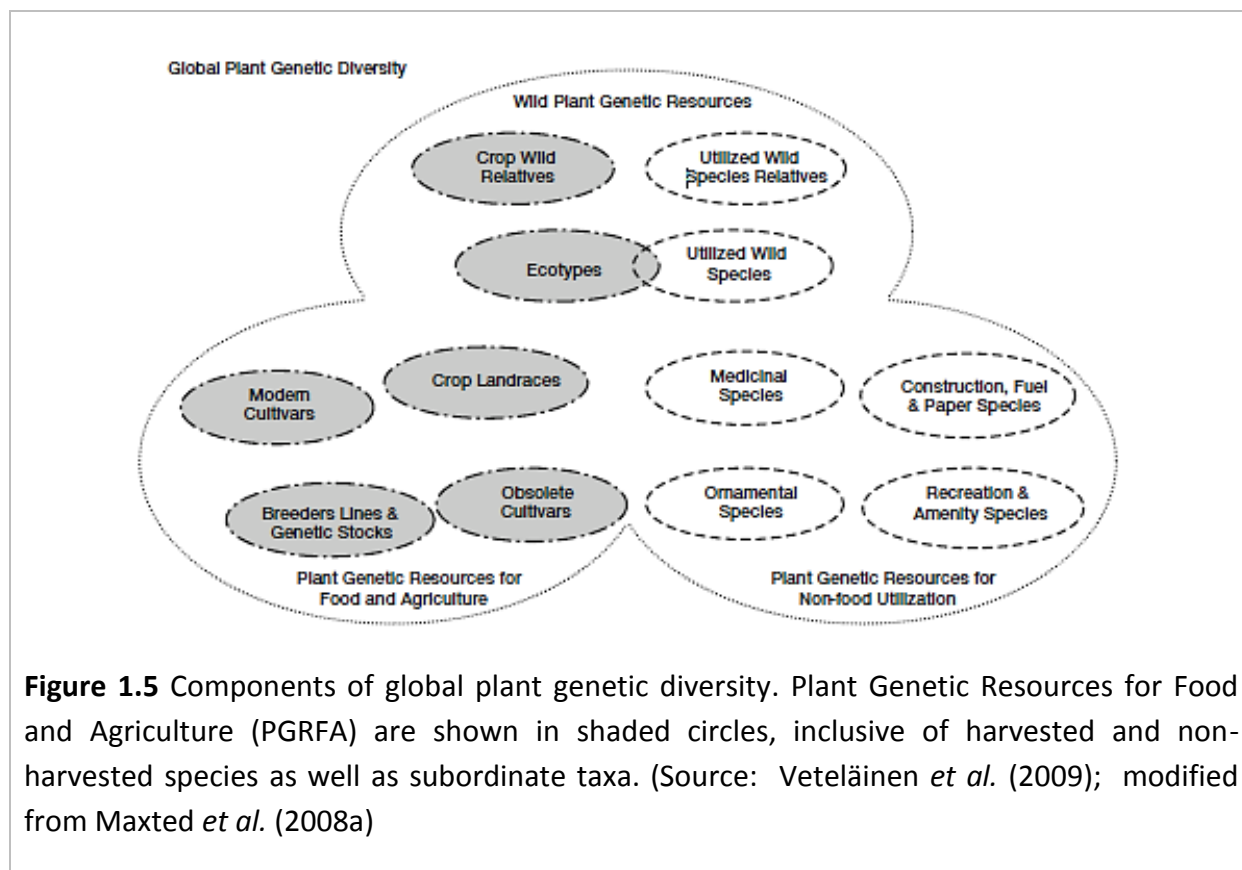 Global Plant Genetic Diversity
Wild Plant Genetic Resources
Crop Wild
Relatives
Utilized Wild
Species Relatives
Ecotypes
Utilized Wild
Species
Modern
Cultivars
Crop Landraces
Medicinal
Species
Construction, Fuel
& Paper Species
Breeders Lines &
Genetic Stocks
Obsolete
Cultivars
Ornamental
Species
Recreation &
Amenity Species
Plant Genetic Resources for
Food and Agriculture
Plant Genetic Resources for
Non-food Utilization
Figure 1.5 Components of global plant genetic diversity. Plant Genetic Resources for Food
and Agriculture (PGRFA) are shown in shaded circles, inclusive of harvested and non-
harvested species as well as subordinate taxa. (Source: Veteläinen et al. (2009); modified
from Maxted et al. (2008a)